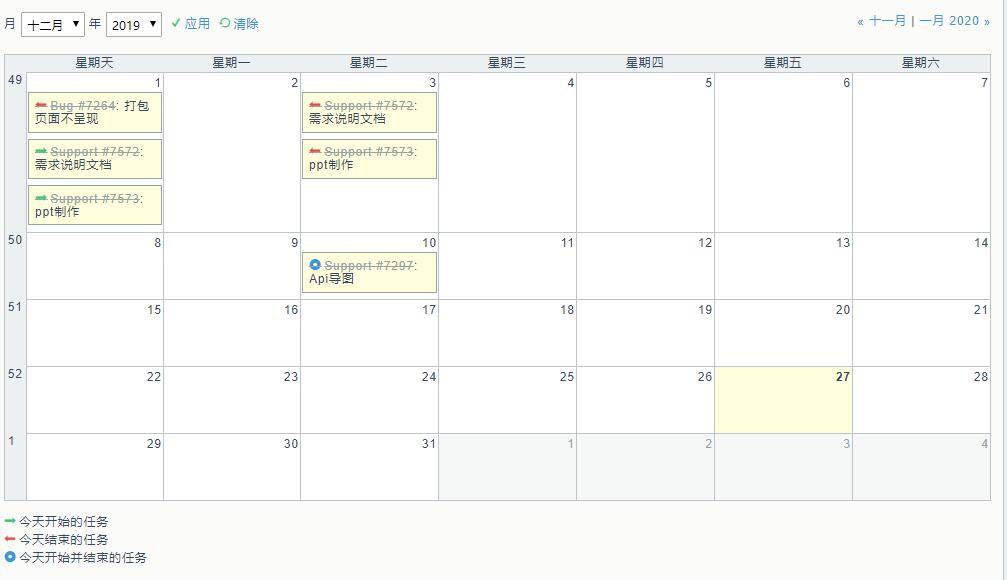 月 十二月 年 2019 应用 清除 « 十一月 | 一月 2020 »
星期天 星期一 星期二 星期三 星期四 星期五 星期六
49 1 2 3 4 5 6 7
Bug #7264: 打包
页面不呈现
Support #7572:
需求说明文档
Support #7573:
ppt制作
Support #7572:
需求说明文档
Support #7573:
ppt制作
50 8 9 10 11 12 13 14
Support #7297:
Api导图
51 15 16 17 18 19 20 21
52 22 23 24 25 26 27 28
1 29 30 31 1 2 3 4
今天开始的任务
今天结束的任务
今天开始并结束的任务